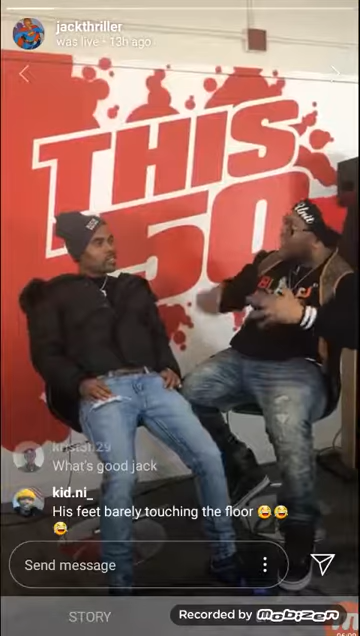 jackthriller
was live • 13h ago
THIS
50
Unit
What's good jack
kid.ni_
His feet barely touching the floor 😂😂
😂
Send message
STORY
Recorded by Mobizen